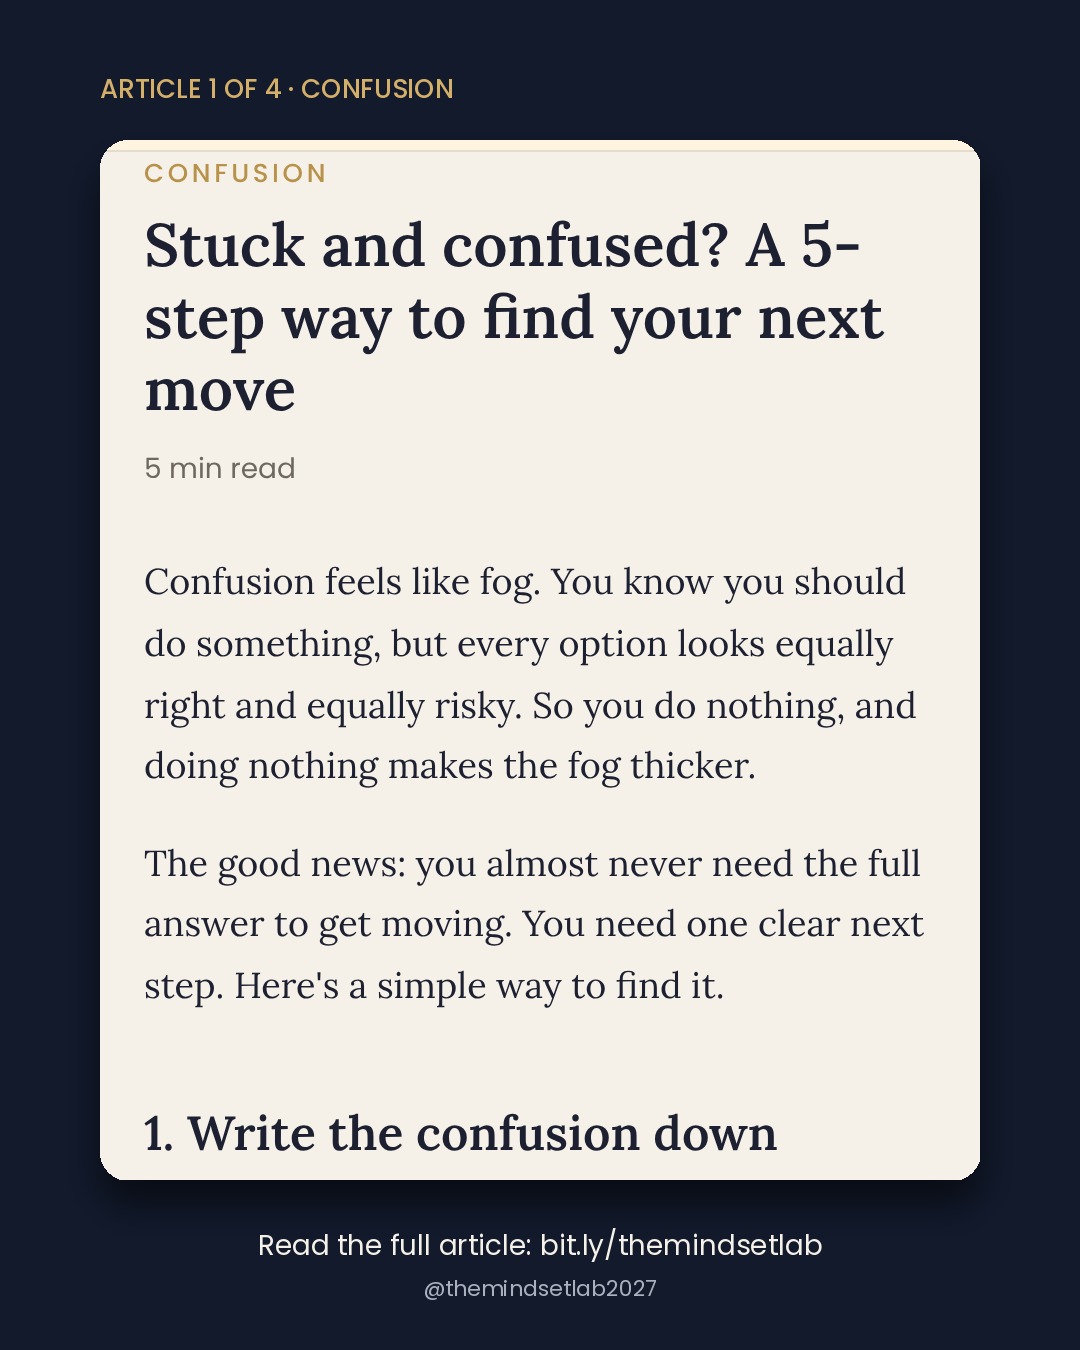 ARTICLE 1 OF 4 · CONFUSION
CONFUSION
Stuck and confused? A 5-
step way to find your next
move
5 min read
Confusion feels like fog. You know you should
do something, but every option looks equally
right and equally risky. So you do nothing, and
doing nothing makes the fog thicker.
The good news: you almost never need the full
answer to get moving. You need one clear next
step. Here's a simple way to find it.
1. Write the confusion down
Read the full article: bit.ly/themindsetlab
@themindsetlab2027